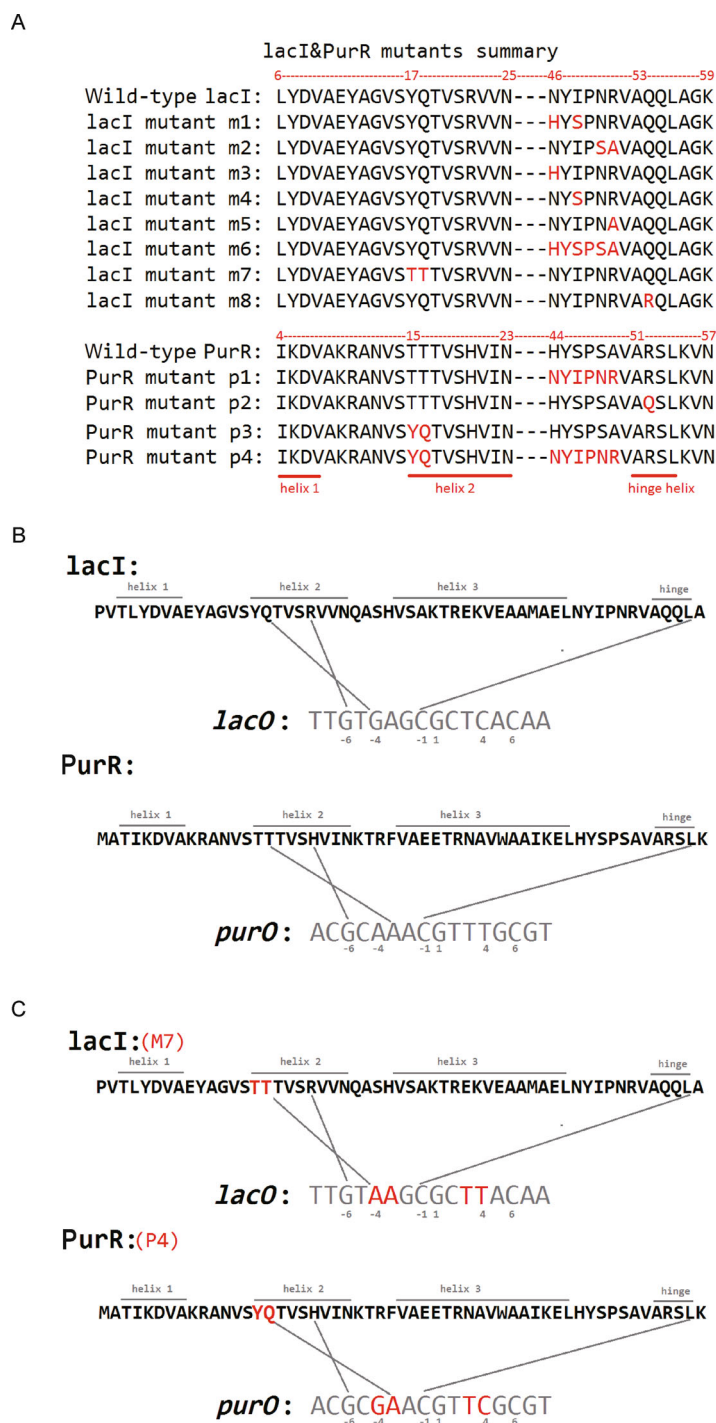 A
lacI&PurR mutants summary
6------------------17------------25-------46----------53--------59
Wild-type lacI: LYDVAEYAGVSYQTVSRVVN---NYIPNRVAQQLAGK
lacI mutant m1: LYDVAEYAGVSYQTVSRVVN---HYSPNRVAQQLAGK
lacI mutant m2: LYDVAEYAGVSYQTVSRVVN---NYIPSAVAQQLAGK
lacI mutant m3: LYDVAEYAGVSYQTVSRVVN---HYIPNRVAQQLAGK
lacI mutant m4: LYDVAEYAGVSYQTVSRVVN---NYSPNRVAQQLAGK
lacI mutant m5: LYDVAEYAGVSYQTVSRVVN---NYIPNAVAQQLAGK
lacI mutant m6: LYDVAEYAGVSYQTVSRVVN---HYSPSAVAQQLAGK
lacI mutant m7: LYDVAEYAGVSTTTVSRVVN---NYIPNRVAQQLAGK
lacI mutant m8: LYDVAEYAGVSYQTVSRVVN---NYIPNRVARQLAGK
4------------------15------------23-------44----------51--------57
Wild-type PurR: IKDVAKRANVSTTTVSHVIN---HYSPSAVARSLKVN
PurR mutant p1: IKDVAKRANVSTTTVSHVIN---NYIPNRVARSLKVN
PurR mutant p2: IKDVAKRANVSTTTVSHVIN---HYSPSAVAQSLKVN
PurR mutant p3: IKDVAKRANVSYQTVSHVIN---HYSPSAVARSLKVN
PurR mutant p4: IKDVAKRANVSYQTVSHVIN---NYIPNRVARSLKVN
helix 1 helix 2 hinge helix
B
lacI:
helix 1 helix 2 helix 3 hinge
PVTLYDVAEYAGVSYQTVSRVVNQASHVSAKTREKVEAAMAELNYIPNRVAQQLA
lacO: TTGTGAGCGCTCACAA
-6 -4 -1 1 4 6
PurR:
helix 1 helix 2 helix 3 hinge
MATIKDVAKRANVSTTTVSHVINKTRFVAEETRNAVWAAIKELHYSPSAVARSLK
purO: ACGCAAACGTTTGCGT
-6 -4 -1 1 4 6
C
lacI:(M7)
helix 1 helix 2 helix 3 hinge
PVTLYDVAEYAGVSTTTVSRVVNQASHVSAKTREKVEAAMAELNYIPNRVAQQLA
lacO: TTGTAAGCGCTTACAA
-6 -4 -1 1 4 6
PurR:(P4)
helix 1 helix 2 helix 3 hinge
MATIKDVAKRANVSYQTVSHVINKTRFVAEETRNAVWAAIKELHYSPSAVARSLK
purO: ACGCGAACGTTCGCGT
-6 -4 -1 1 4 6